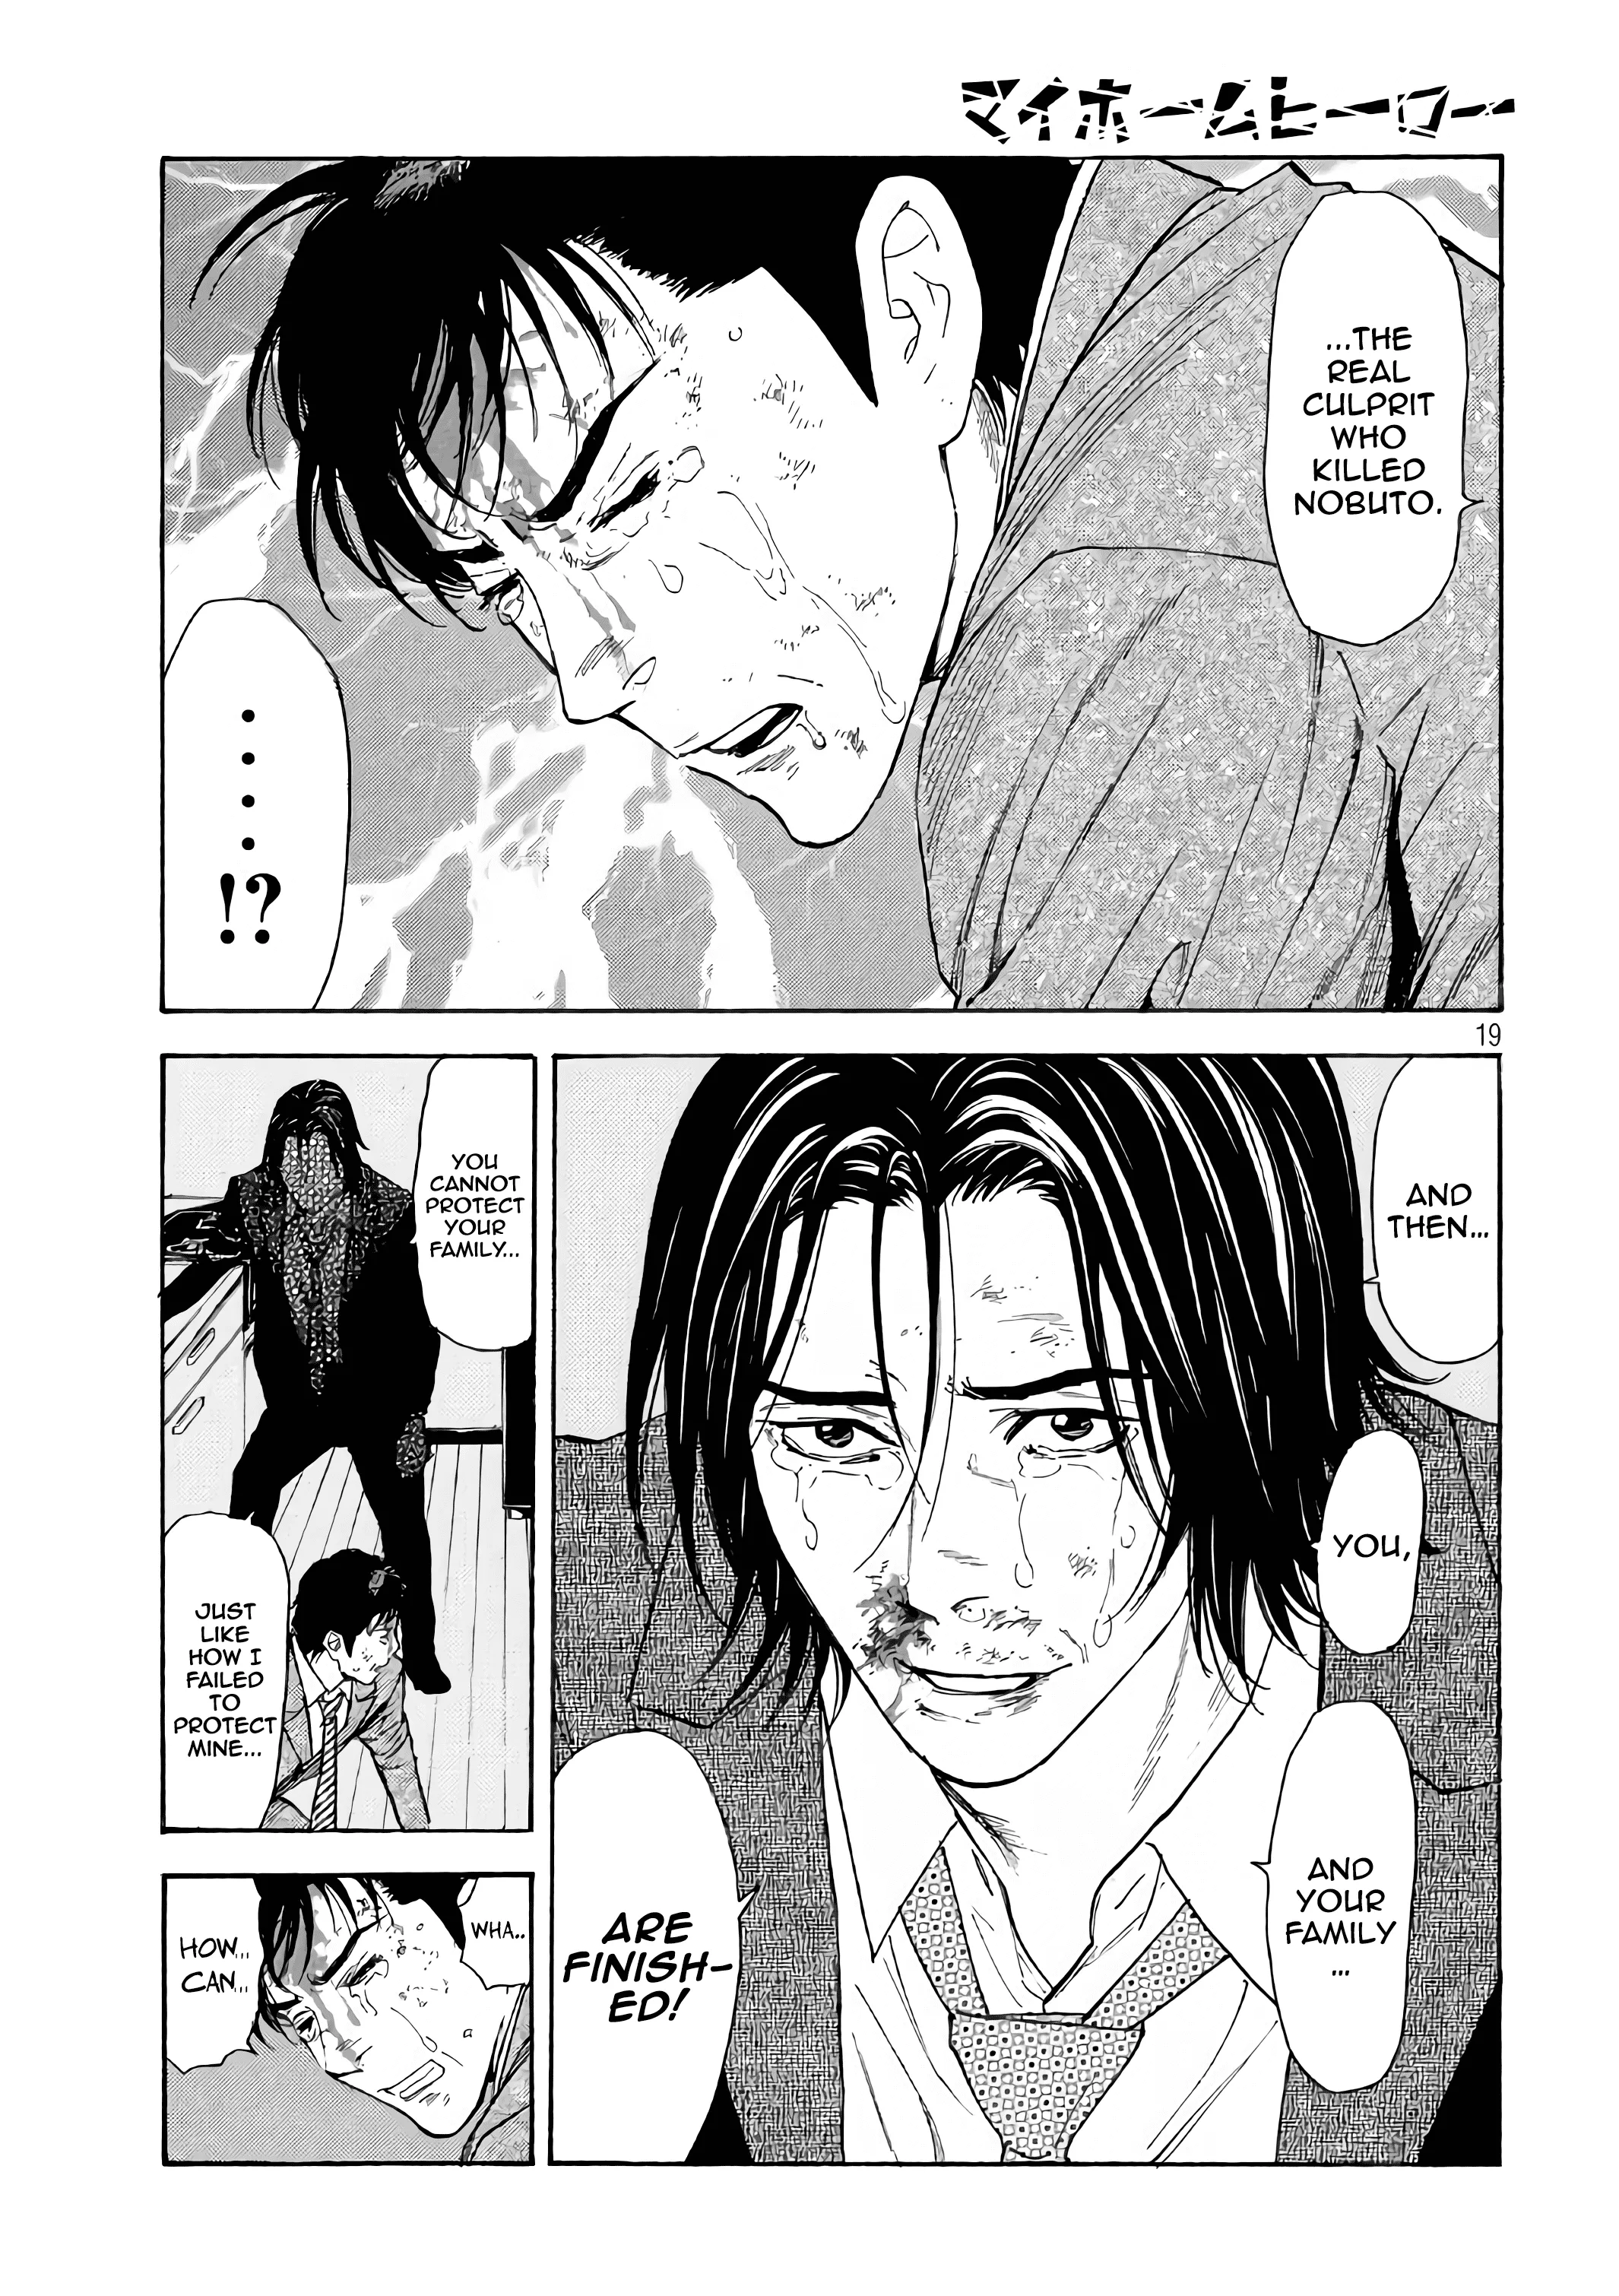 マイホームヒーロー
...THE
REAL
CULPRIT
WHO
KILLED
NOBUTO.
....!?
19
AND
THEN...
YOU,
AND
YOUR
FAMILY
...
ARE
FINISH-
ED!
YOU
CANNOT
PROTECT
YOUR
FAMILY...
JUST
LIKE
HOW I
FAILED
TO
PROTECT
MINE...
WHA..
HOW...
CAN...